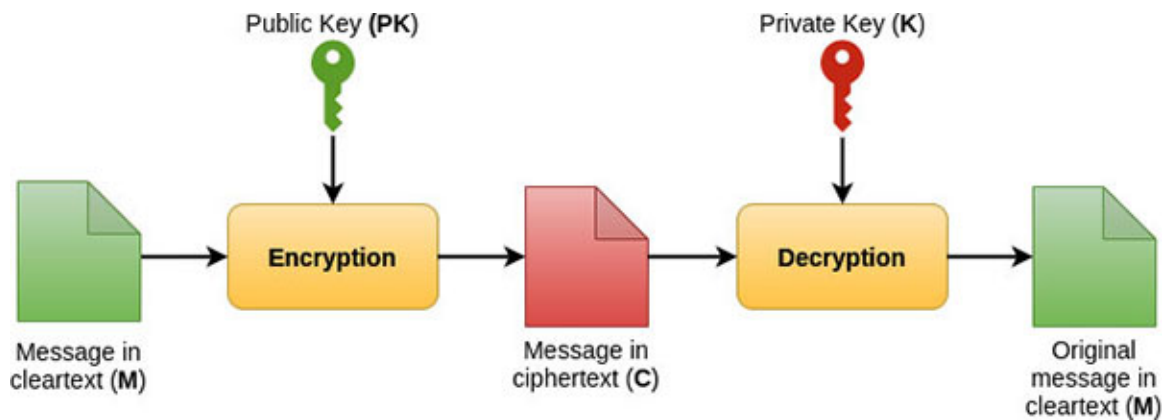 Public Key (PK)
Private Key (K)
Encryption
Decryption
Message in
cleartext (M)
Message in
ciphertext (C)
Original
message in
cleartext (M)